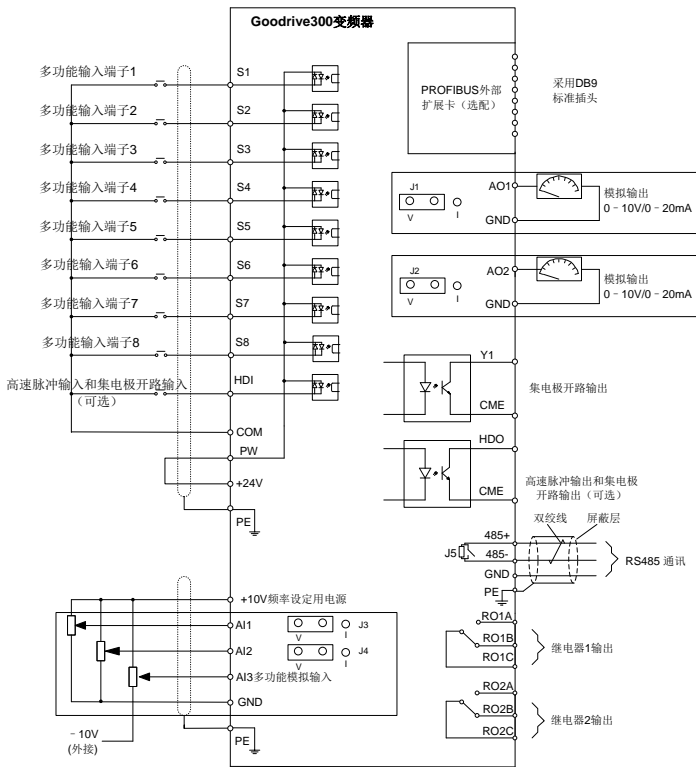 Goodrive300变频器
多功能输入端子1
S1
多功能输入端子2
S2
多功能输入端子3
S3
多功能输入端子4
S4
多功能输入端子5
S5
多功能输入端子6
S6
多功能输入端子7
S7
多功能输入端子8
S8
高速脉冲输入和集电极开路输入
（可选）
HDI
COM
PW
+24V
PE
PROFIBUS外部
扩展卡（选配）
采用DB9
标准插头
J1
V
I
AO1
GND
模拟输出
0﹣10V/0﹣20mA
J2
V
I
AO2
GND
模拟输出
0﹣10V/0﹣20mA
Y1
CME
集电极开路输出
HDO
CME
高速脉冲输出和集电极
开路输出（可选）
双绞线
屏蔽层
J5
485+
485-
GND
PE
RS485 通讯
+10V频率设定用电源
AI1
V
I
J3
AI2
V
I
J4
AI3多功能模拟输入
GND
PE
﹣10V
(外接)
RO1A
RO1B
RO1C
继电器1输出
RO2A
RO2B
RO2C
继电器2输出